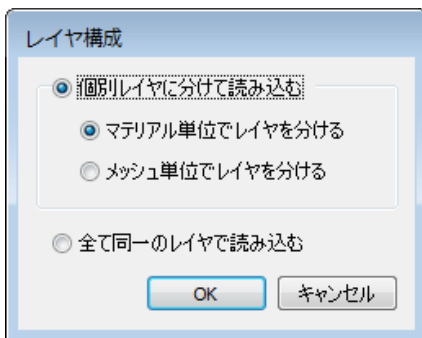 レイヤ構成
個別レイヤに分けて読み込む
マテリアル単位でレイヤを分ける
メッシュ単位でレイヤを分ける
全て同一のレイヤで読み込む
OK
キャンセル